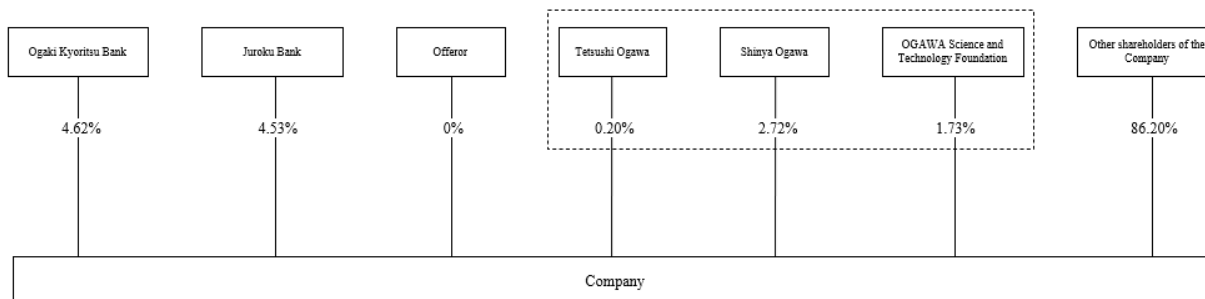 Ogaki Kyoritsu Bank
Juroku Bank
Offeror
Tetsushi Ogawa
Shinya Ogawa
OGAWA Science and
Technology Foundation
Other shareholders of the
Company
4.62%
4.53%
0%
0.20%
2.72%
1.73%
86.20%
Company